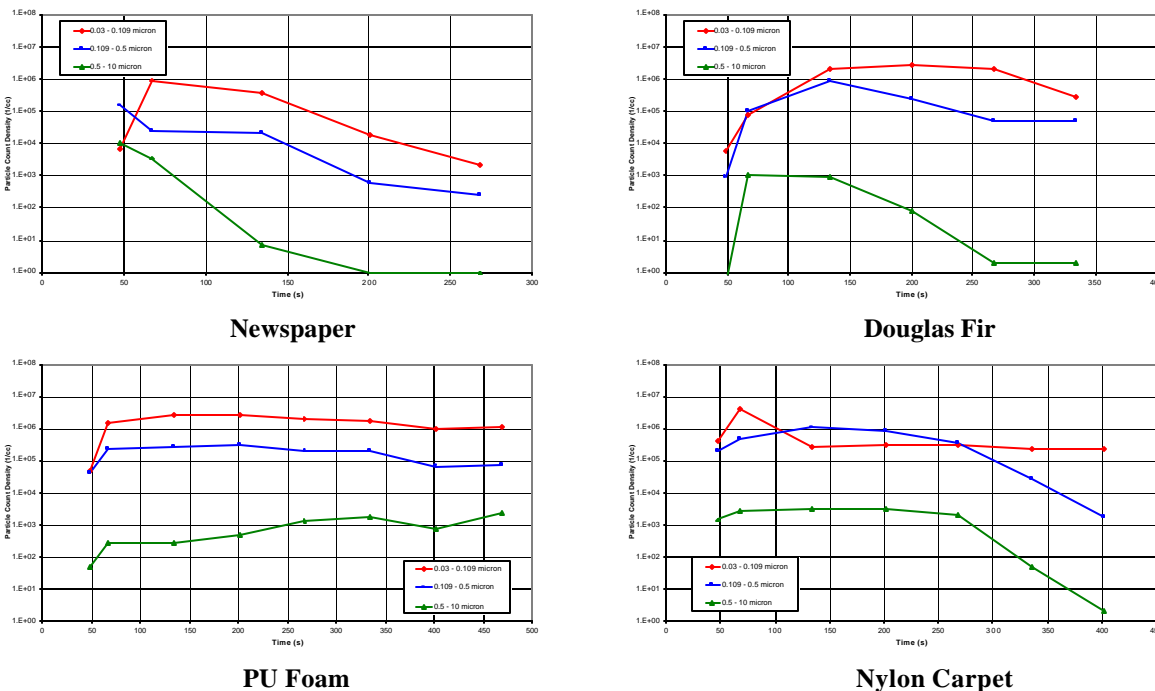 1.E+08
1.E+07
1.E+06
1.E+05
1.E+04
1.E+03
1.E+02
1.E+01
1.E+00
Particle Count Density (1/cc)
0.03 - 0.109 micron
0.109 - 0.5 micron
0.5 - 10 micron
0 50 100 150 200 250 300
Time (s)
Newspaper
1.E+08
1.E+07
1.E+06
1.E+05
1.E+04
1.E+03
1.E+02
1.E+01
1.E+00
Particle Count Density (1/cc)
0.03 - 0.109 micron
0.109 - 0.5 micron
0.5 - 10 micron
0 50 100 150 200 250 300 350
Time (s)
Douglas Fir
1.E+08
1.E+07
1.E+06
1.E+05
1.E+04
1.E+03
1.E+02
1.E+01
1.E+00
Particle Count Density (1/cc)
0.03 - 0.109 micron
0.109 - 0.5 micron
0.5 - 10 micron
0 50 100 150 200 250 300 350 400 450 500
Time (s)
PU Foam
1.E+08
1.E+07
1.E+06
1.E+05
1.E+04
1.E+03
1.E+02
1.E+01
1.E+00
Particle Count Density (1/cc)
0.03 - 0.109 micron
0.109 - 0.5 micron
0.5 - 10 micron
0 50 100 150 200 250 300 350 400
Time (s)
Nylon Carpet